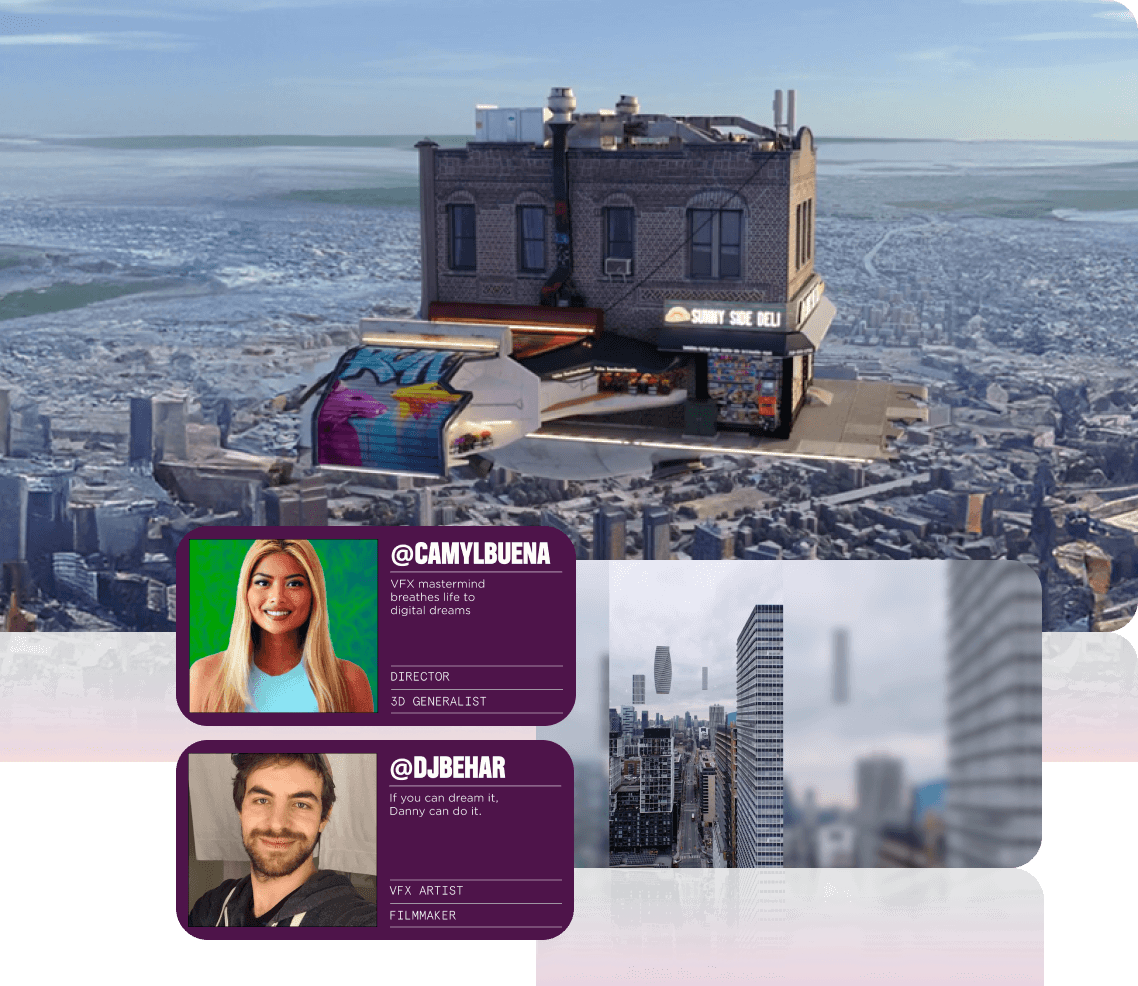 SUNNY SIDE DELI
@CAMYLBUENA
VFX mastermind
breathes life to
digital dreams
DIRECTOR
3D GENERALIST
@DJBEHAR
If you can dream it,
Danny can do it.
VFX ARTIST
FILMMAKER